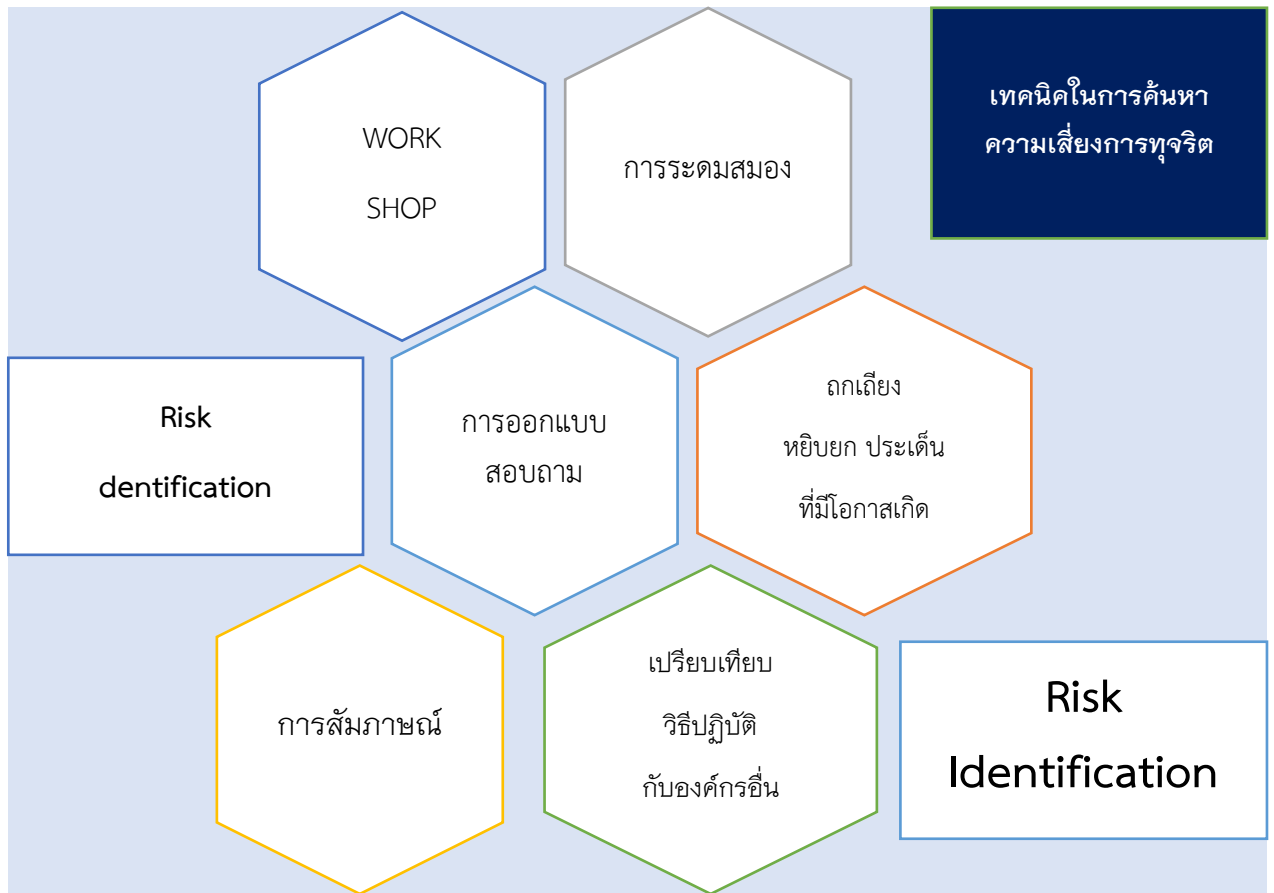 WORK
SHOP
การระดมสมอง
เทคนิคในการค้นหา
ความเสี่ยงการทุจริต
Risk
dentification
การออกแบบ
สอบถาม
ถกเถียง
หยิบยก ประเด็น
ที่มีโอกาสเกิด
การสัมภาษณ์
เปรียบเทียบ
วิธีปฏิบัติ
กับองค์กรอื่น
Risk
Identification